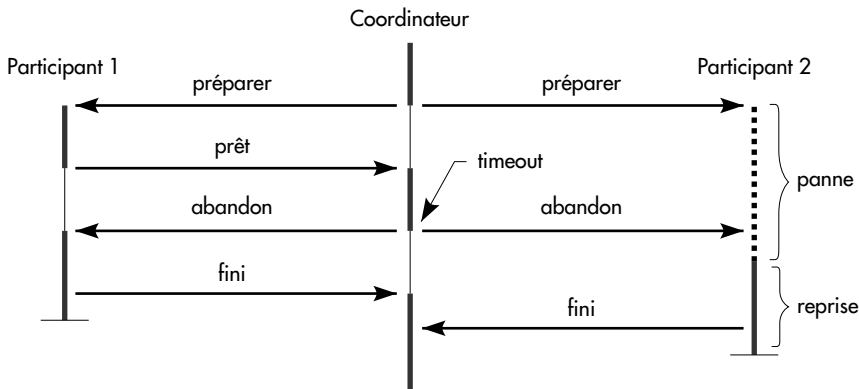 Coordinateur
Participant 1
Participant 2
préparer
préparer
prêt
timeout
panne
abandon
abandon
fini
reprise
fini